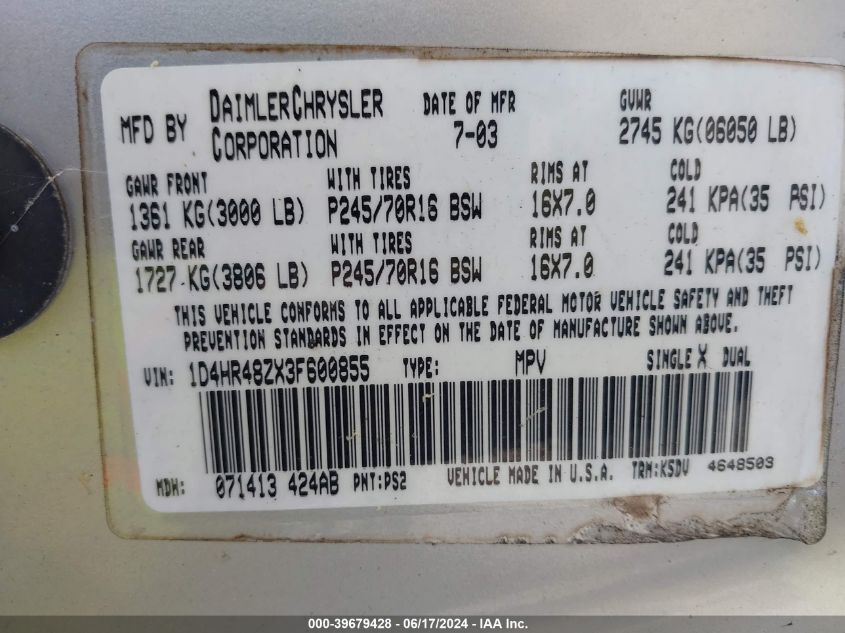 MFD BY DAIMLERCHRYSLER CORPORATION DATE OF MFR 7-03 GVWR 2745 KG(06050 LB)
GAWR FRONT WITH TIRES RIMS AT COLD
1361 KG(3000 LB) P245/70R16 BSW 16X7.0 241 KPA(35 PSI)
GAWR REAR WITH TIRES RIMS AT COLD
1727 KG(3806 LB) P245/70R16 BSW 16X7.0 241 KPA(35 PSI)
THIS VEHICLE CONFORMS TO ALL APPLICABLE FEDERAL MOTOR VEHICLE SAFETY AND THEFT
PREVENTION STANDARDS IN EFFECT ON THE DATE OF MANUFACTURE SHOWN ABOVE.
VIN: 1D4HR48ZX3F600855 TYPE: MPV SINGLE X DUAL
MDH: 071413 424AB PNT:PS2 VEHICLE MADE IN U.S.A. TRM:K5DV 4648503
000-39679428 - 06/17/2024 - IAA Inc.